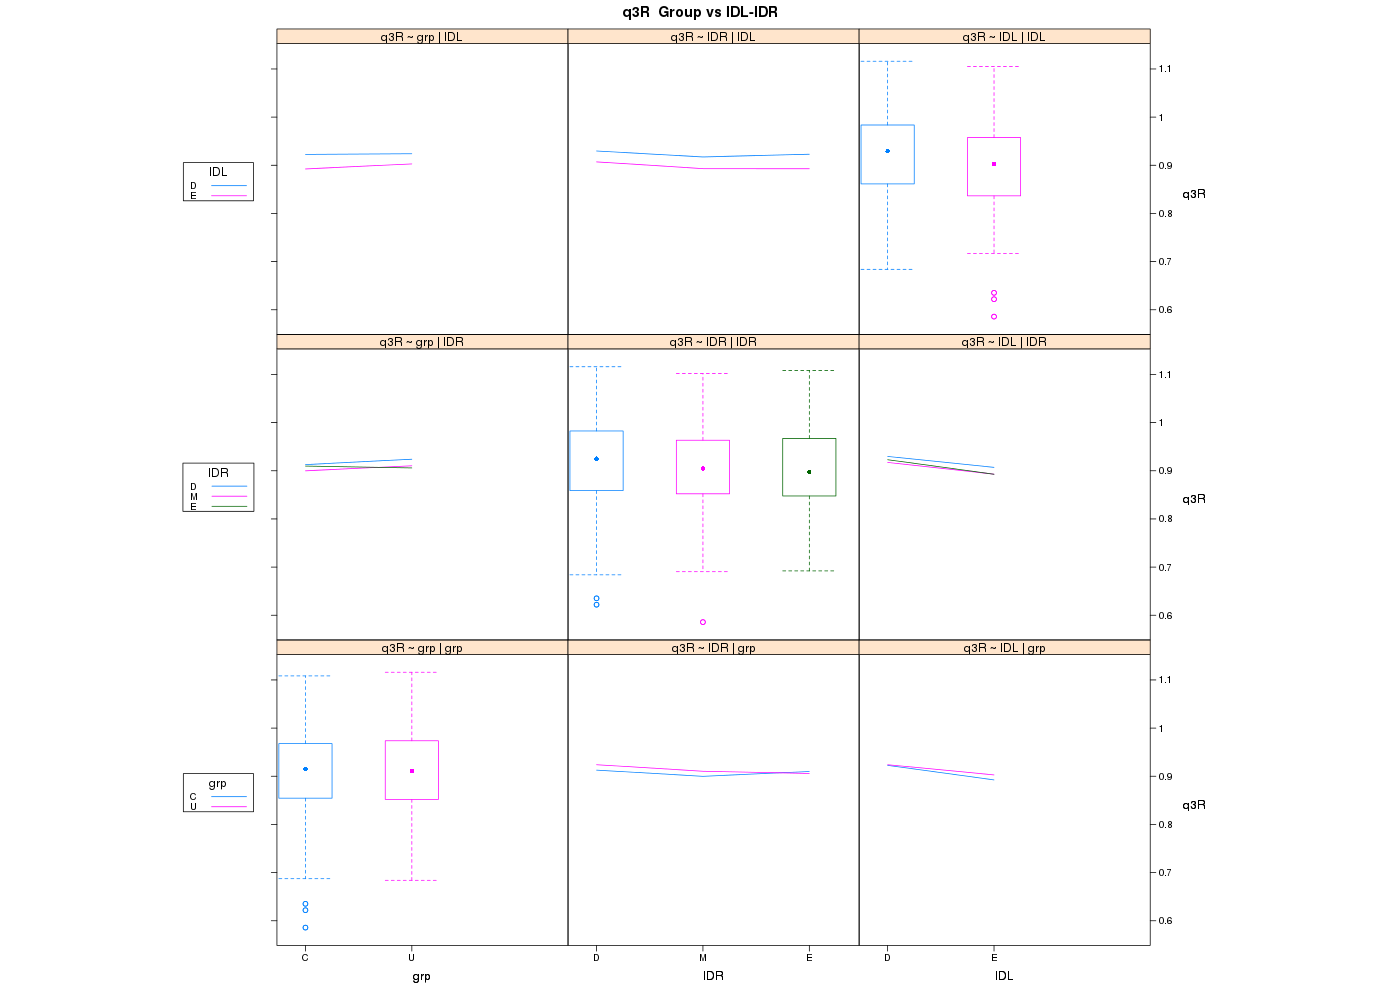 q3R Group vs IDL-IDR
q3R ~ grp | IDL
q3R ~ IDR | IDL
q3R ~ IDL | IDL
IDL
D
E
1.1
1
0.9
0.8
0.7
0.6
q3R
q3R ~ grp | IDR
q3R ~ IDR | IDR
q3R ~ IDL | IDR
IDR
D
M
E
1.1
1
0.9
0.8
0.7
0.6
q3R
q3R ~ grp | grp
q3R ~ IDR | grp
q3R ~ IDL | grp
grp
C
U
1.1
1
0.9
0.8
0.7
0.6
q3R
C U D M E D E
grp IDR IDL